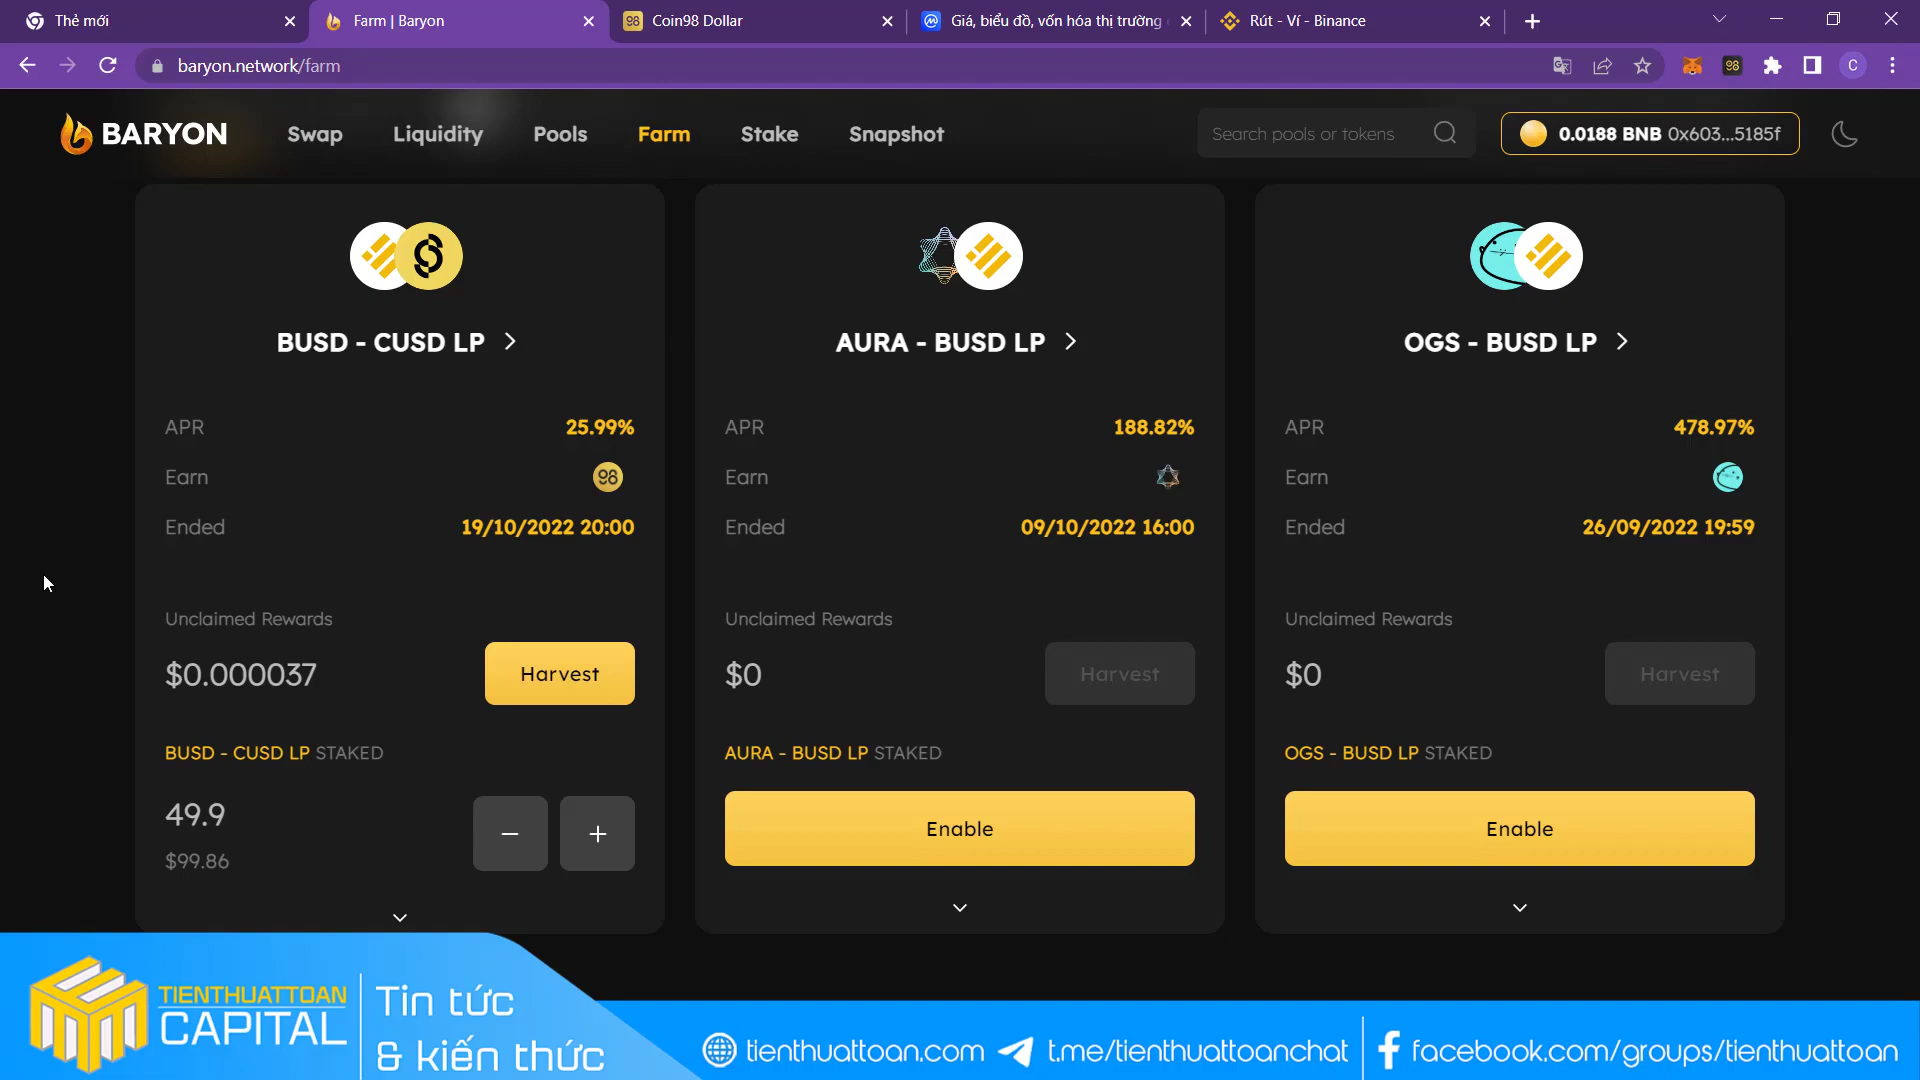 Thẻ mới
Farm | Baryon
98
Coin98 Dollar
Giá, biểu đồ, vốn hóa thị trường
Rút - Ví - Binance
baryon.network/farm
98
C
BARYON
Swap
Liquidity
Pools
Farm
Stake
Snapshot
Search pools or tokens
0.0188 BNB 0x603...5185f
BUSD - CUSD LP
APR
25.99%
Earn
98
Ended
19/10/2022 20:00
Unclaimed Rewards
$0.000037
Harvest
BUSD - CUSD LP STAKED
49.9
$99.86
AURA - BUSD LP
APR
188.82%
Earn
Ended
09/10/2022 16:00
Unclaimed Rewards
$0
Harvest
AURA - BUSD LP STAKED
Enable
OGS - BUSD LP
APR
478.97%
Earn
Ended
26/09/2022 19:59
Unclaimed Rewards
$0
Harvest
OGS - BUSD LP STAKED
Enable
TIENTHUATTOAN
CAPITAL
Tin tức
& kiến thức
tienthuattoan.com
t.me/tienthuattoanchat
facebook.com/groups/tienthuattoan